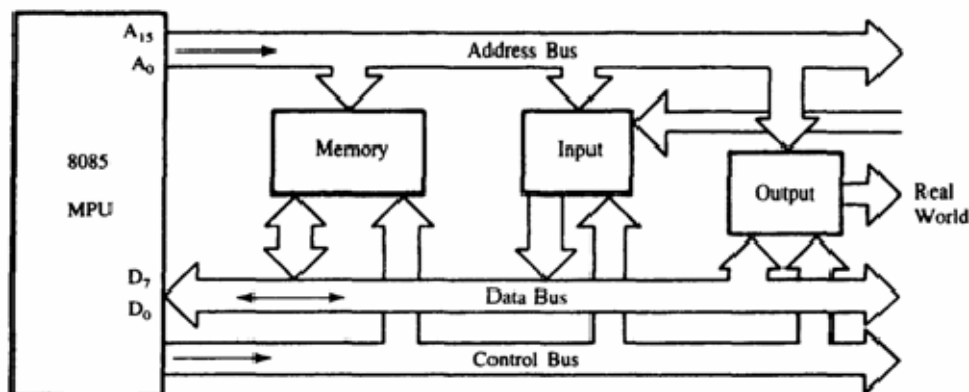 A15
Address Bus
A0
Memory
Input
8085
MPU
Output
Real
World
D7
Data Bus
D0
Control Bus